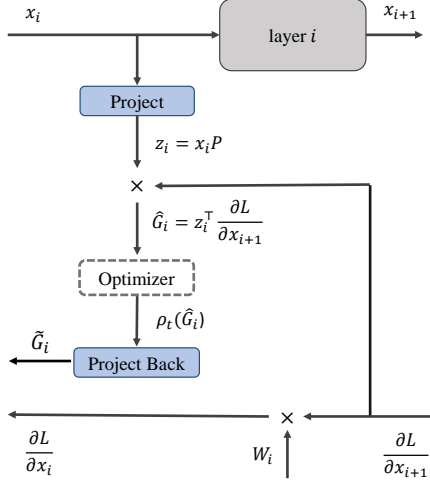 x_i
layer i
x_{i+1}
Project
z_i = x_i P
×
Ĝ_i = z_i^⊤ ∂L/∂x_{i+1}
Optimizer
ρ_t(Ĝ_i)
G̃_i
Project Back
×
∂L/∂x_i
W_i
∂L/∂x_{i+1}